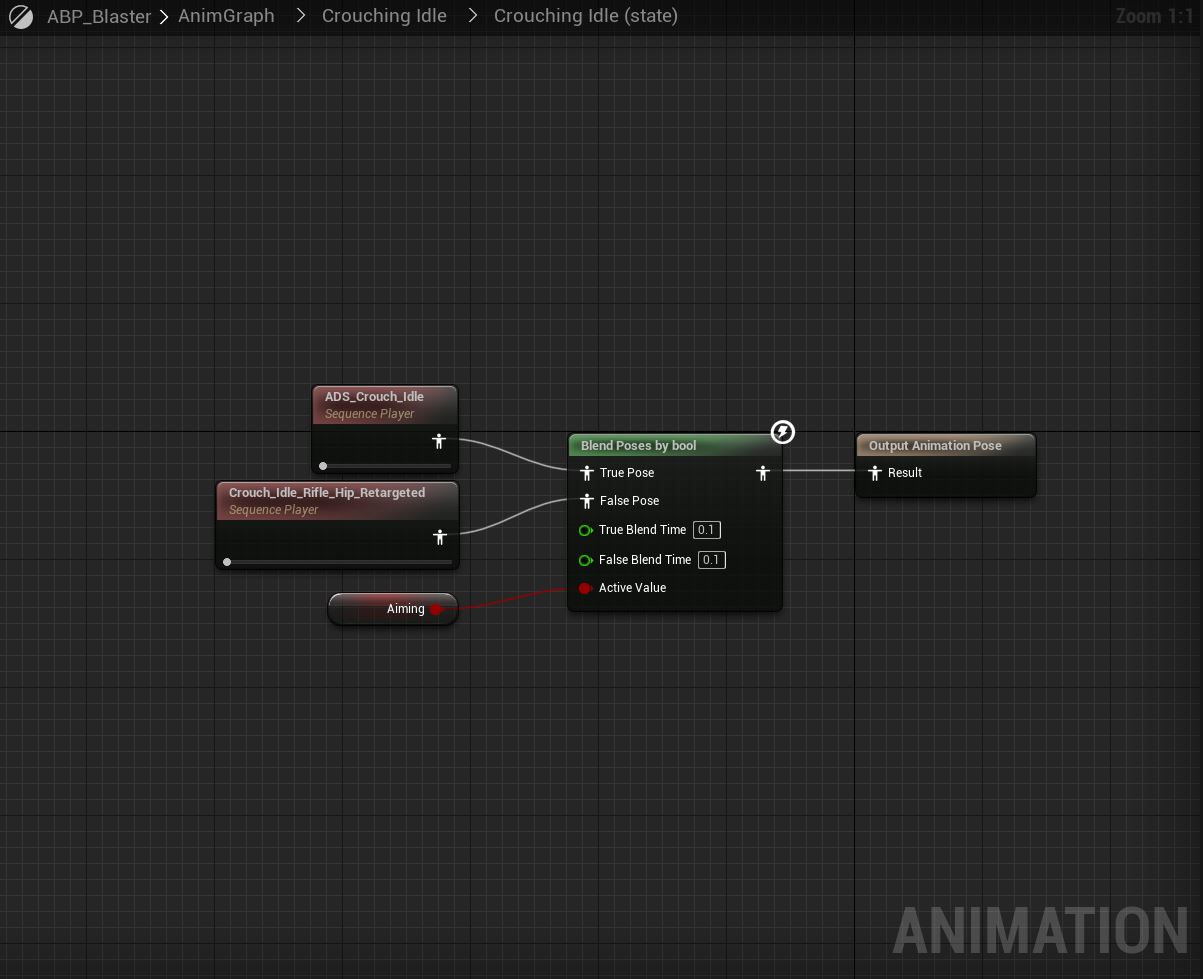 ABP_Blaster > AnimGraph > Crouching Idle > Crouching Idle (state)
Zoom 1:1
ADS_Crouch_Idle
Sequence Player
Crouch_Idle_Rifle_Hip_Retargeted
Sequence Player
Aiming
Blend Poses by bool
True Pose
False Pose
True Blend Time 0.1
False Blend Time 0.1
Active Value
Output Animation Pose
Result
ANIMATION